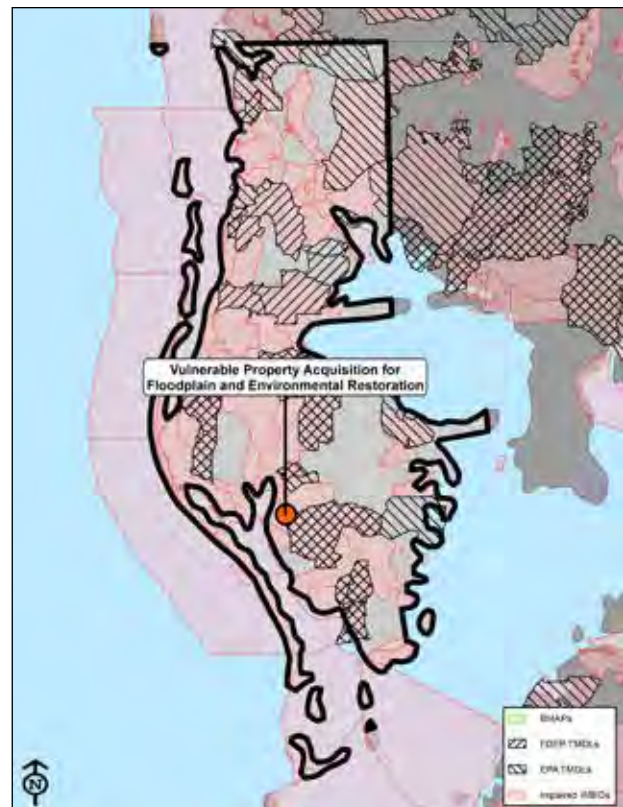 Vulnerable Property Acquisition for
Floodplain and Environmental Restoration
BMAPs
FDEP TMDLs
EPA TMDLs
Impaired WBIDs
N